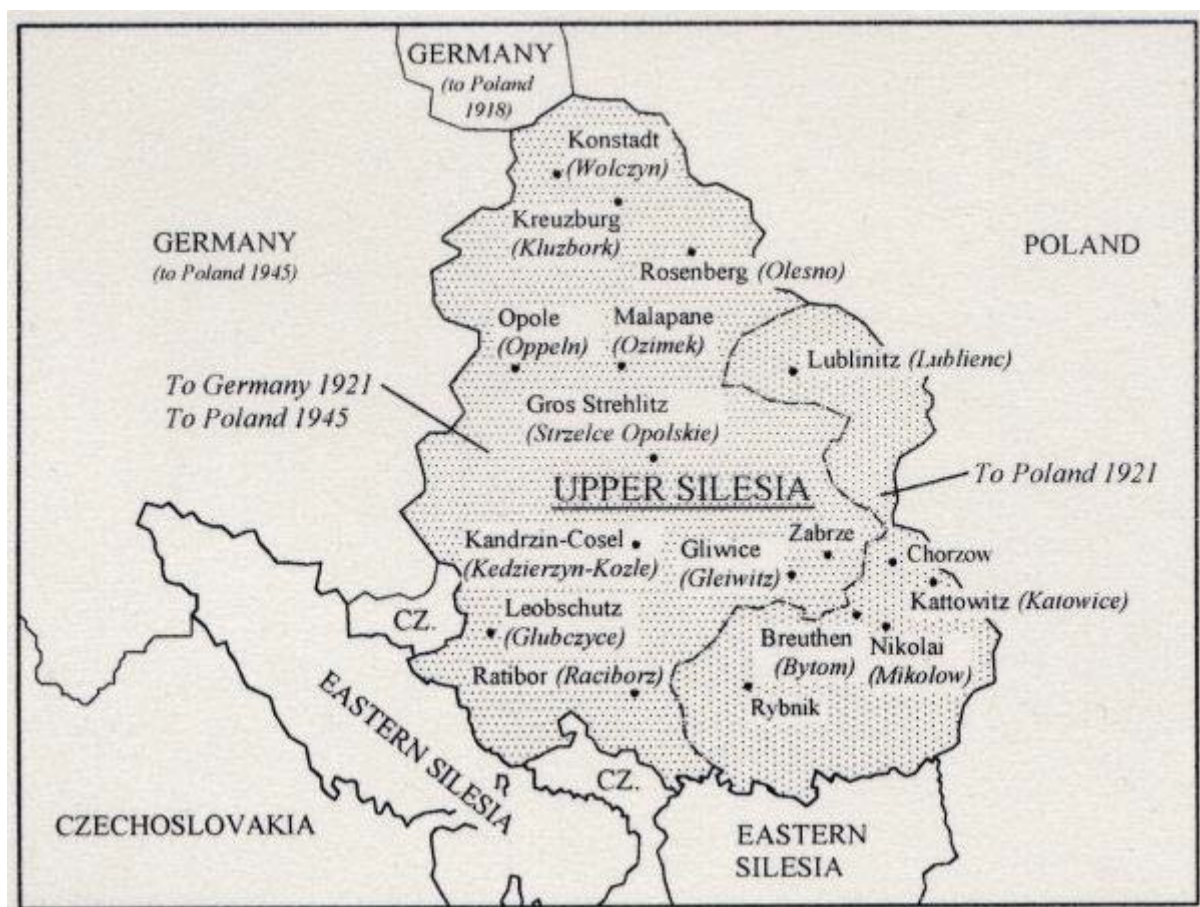 GERMANY
(to Poland
1918)
Konstadt
(Wolczyn)
Kreuzburg
(Kluzbork)
GERMANY
(to Poland 1945)
POLAND
Rosenberg (Olesno)
Opole
(Oppeln)
Malapane
(Ozimek)
Lublinitz (Lublienc)
To Germany 1921
To Poland 1945
Gros Strehlitz
(Strzelce Opolskie)
UPPER SILESIA
To Poland 1921
Kandrzin-Cosel
(Kedzierzyn-Kozle)
Gliwice
(Gleiwitz)
Zabrze
Chorzow
Kattowitz (Katowice)
CZ.
Leobschutz
(Glubczyce)
Breuthen
(Bytom)
Nikolai
(Mikolow)
Ratibor (Raciborz)
Rybnik
EASTERN SILESIA
CZ.
CZECHOSLOVAKIA
EASTERN
SILESIA